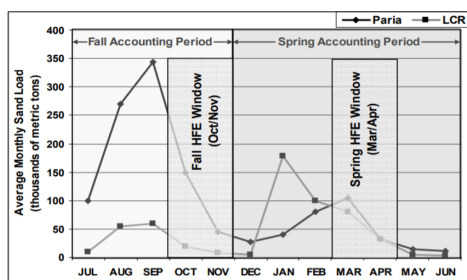 Paria LCR
Fall Accounting Period
Spring Accounting Period
Average Monthly Sand Load
(thousands of metric tons)
400
350
300
250
200
150
100
50
0
Fall HFE Window
(Oct/Nov)
Spring HFE Window
(Mar/Apr)
JUL AUG SEP OCT NOV DEC JAN FEB MAR APR MAY JUN